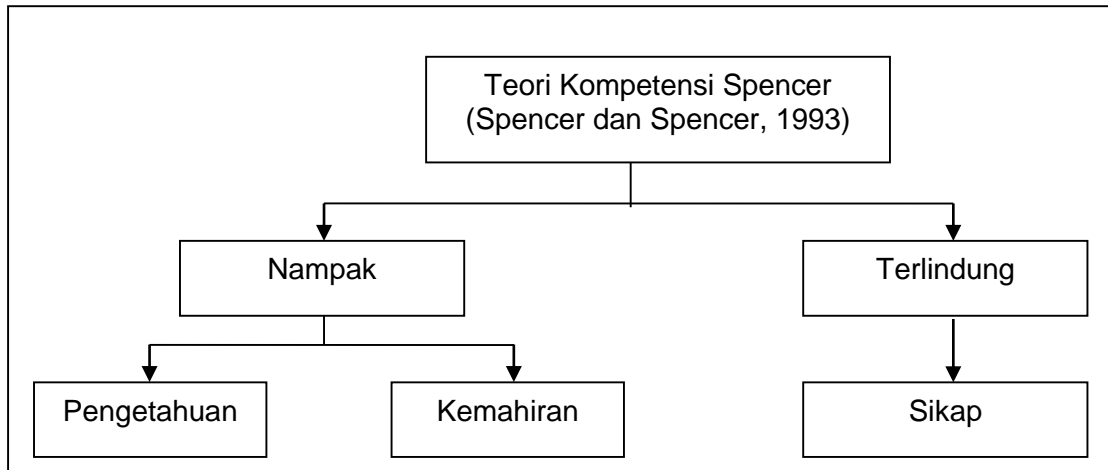 Teori Kompetensi Spencer
(Spencer dan Spencer, 1993)
Nampak
Terlindung
Pengetahuan
Kemahiran
Sikap